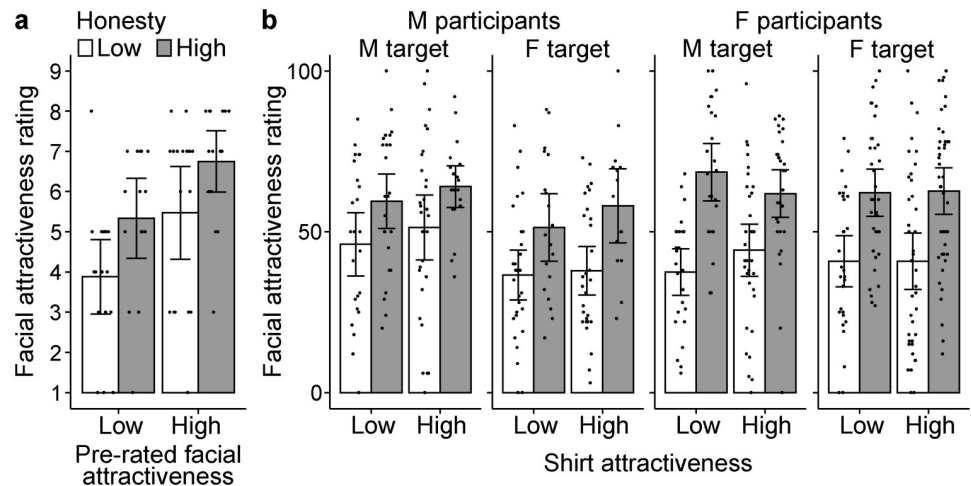 a
Honesty
Low High
Facial attractiveness rating
9
8
7
6
5
4
3
2
1
Low High
Pre-rated facial
attractiveness
b
M participants F participants
M target F target M target F target
Facial attractiveness rating
100
50
0
Low High Low High Low High Low High
Shirt attractiveness